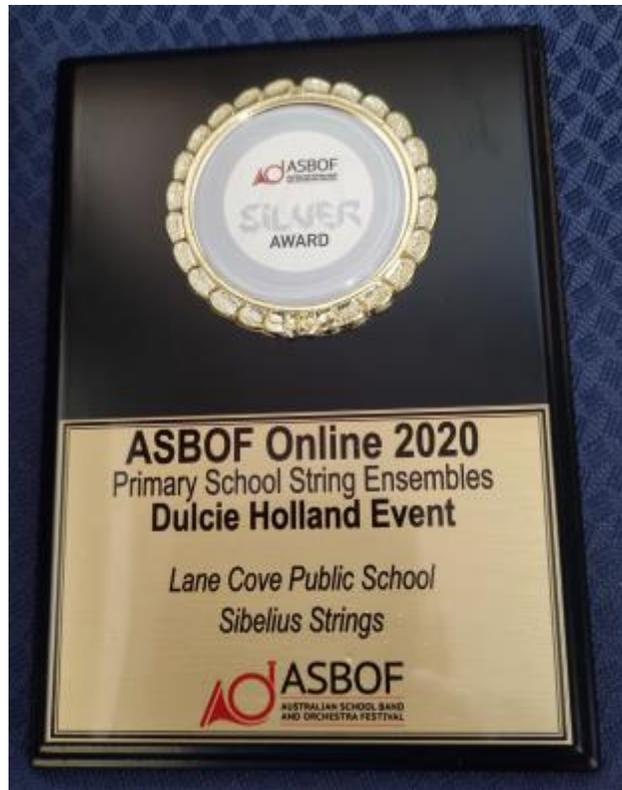 ASBOF
SILVER
AWARD
ASBOF Online 2020
Primary School String Ensembles
Dulcie Holland Event
Lane Cove Public School
Sibelius Strings
ASBOF
AUSTRALIAN SCHOOL BAND
AND ORCHESTRA FESTIVAL